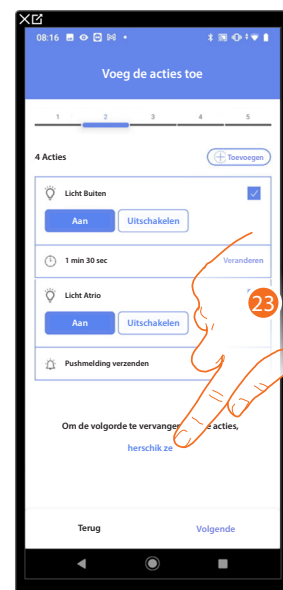 08:16
Voeg de acties toe
1 2 3 4 5
4 Acties
Toevoegen
Licht Buiten
Aan Uitschakelen
1 min 30 sec Veranderen
Licht Atrio
Aan Uitschakelen
23
Pushmelding verzenden
Om de volgorde te vervangen acties,
herschik ze
Terug Volgende